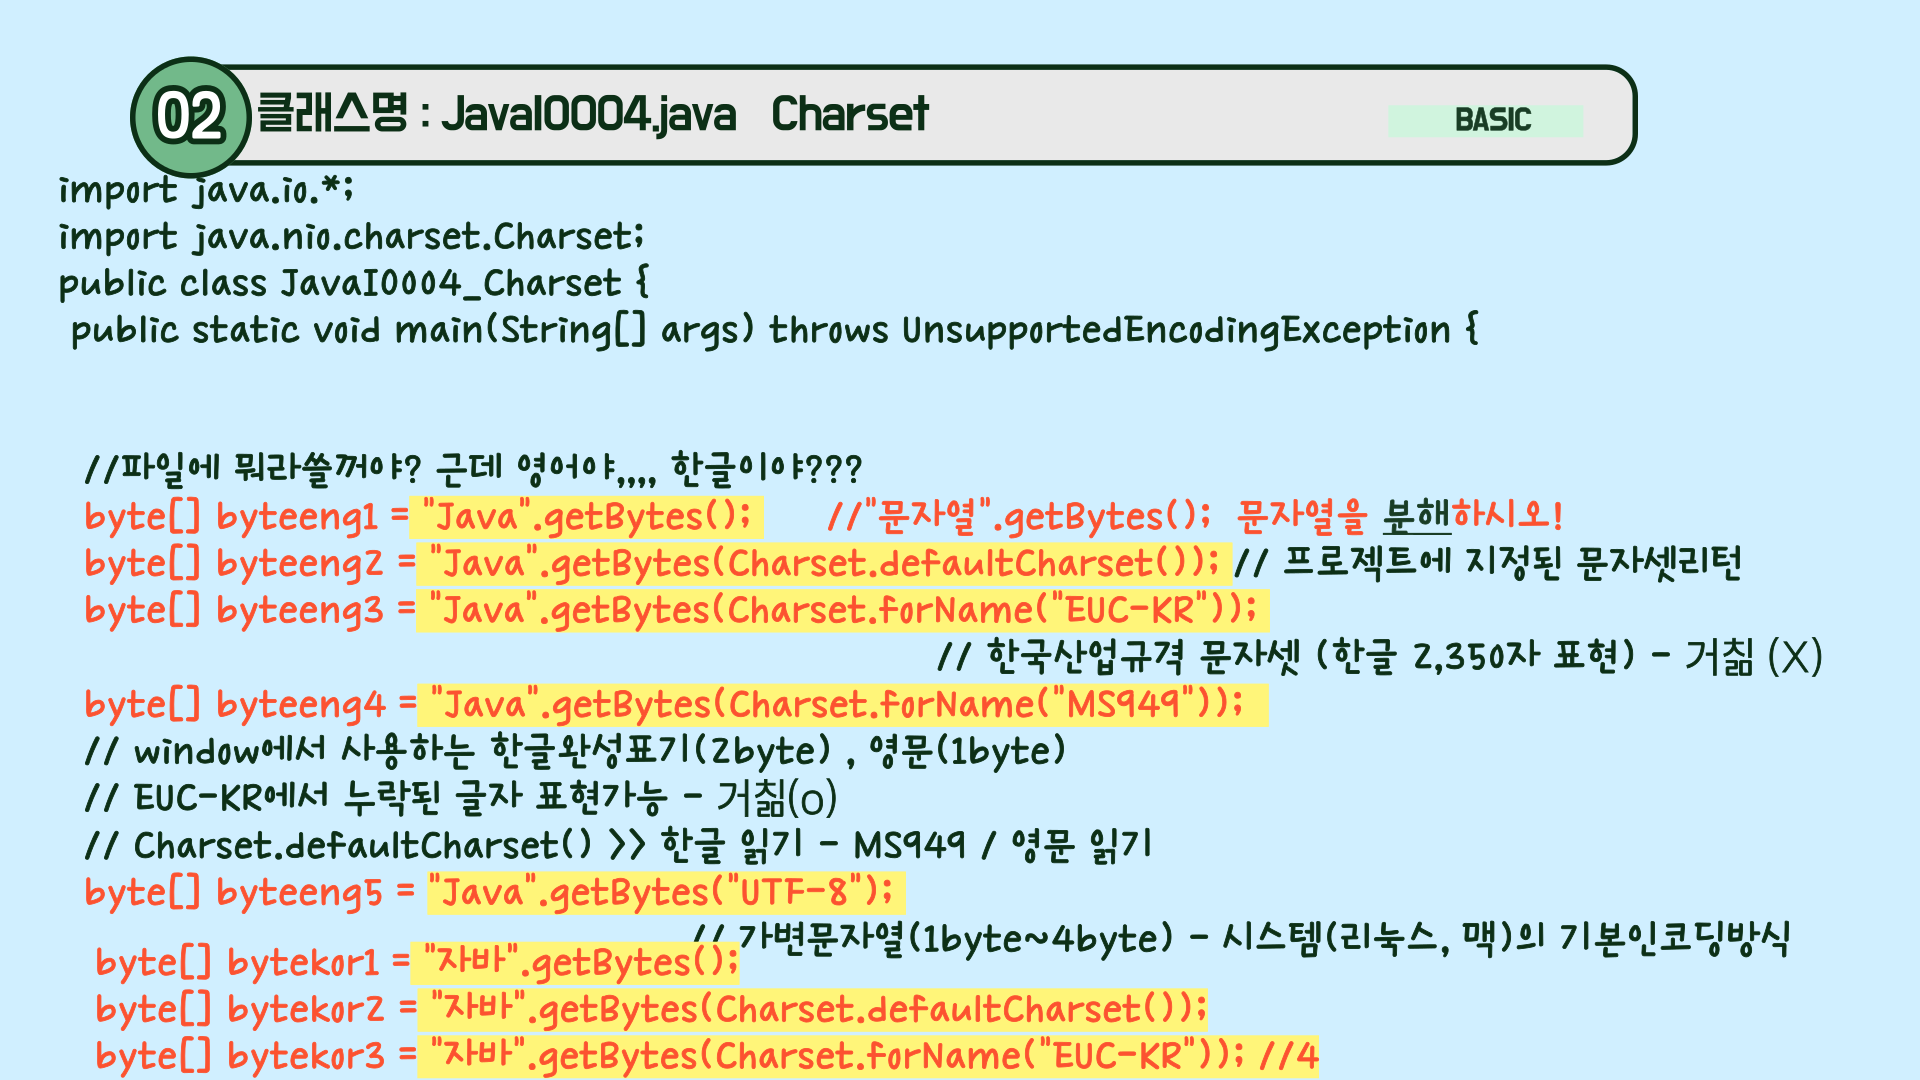 02 클래스명 : JavaIO004.java Charset BASIC
import java.io.*;
import java.nio.charset.Charset;
public class JavaIO004_Charset {
public static void main(String[] args) throws UnsupportedEncodingException {
//파일에 뭐라쓸꺼야? 근데 영어야,,,, 한글이야???
byte[] byteeng1 = "Java".getBytes(); //"문자열".getBytes(); 문자열을 분해하시오!
byte[] byteeng2 = "Java".getBytes(Charset.defaultCharset()); // 프로젝트에 지정된 문자셋리턴
byte[] byteeng3 = "Java".getBytes(Charset.forName("EUC-KR"));
// 한국산업규격 문자셋 (한글 2,350자 표현) - 거칢 (X)
byte[] byteeng4 = "Java".getBytes(Charset.forName("MS949"));
// window에서 사용하는 한글완성표기(2byte) , 영문(1byte)
// EUC-KR에서 누락된 글자 표현가능 - 거칢(o)
// Charset.defaultCharset() >> 한글 읽기 - MS949 / 영문 읽기
byte[] byteeng5 = "Java".getBytes("UTF-8");
// 가변문자열(1byte~4byte) - 시스템(리눅스, 맥)의 기본인코딩방식
byte[] bytekor1 = "자바".getBytes();
byte[] bytekor2 = "자바".getBytes(Charset.defaultCharset());
byte[] bytekor3 = "자바".getBytes(Charset.forName("EUC-KR")); //4